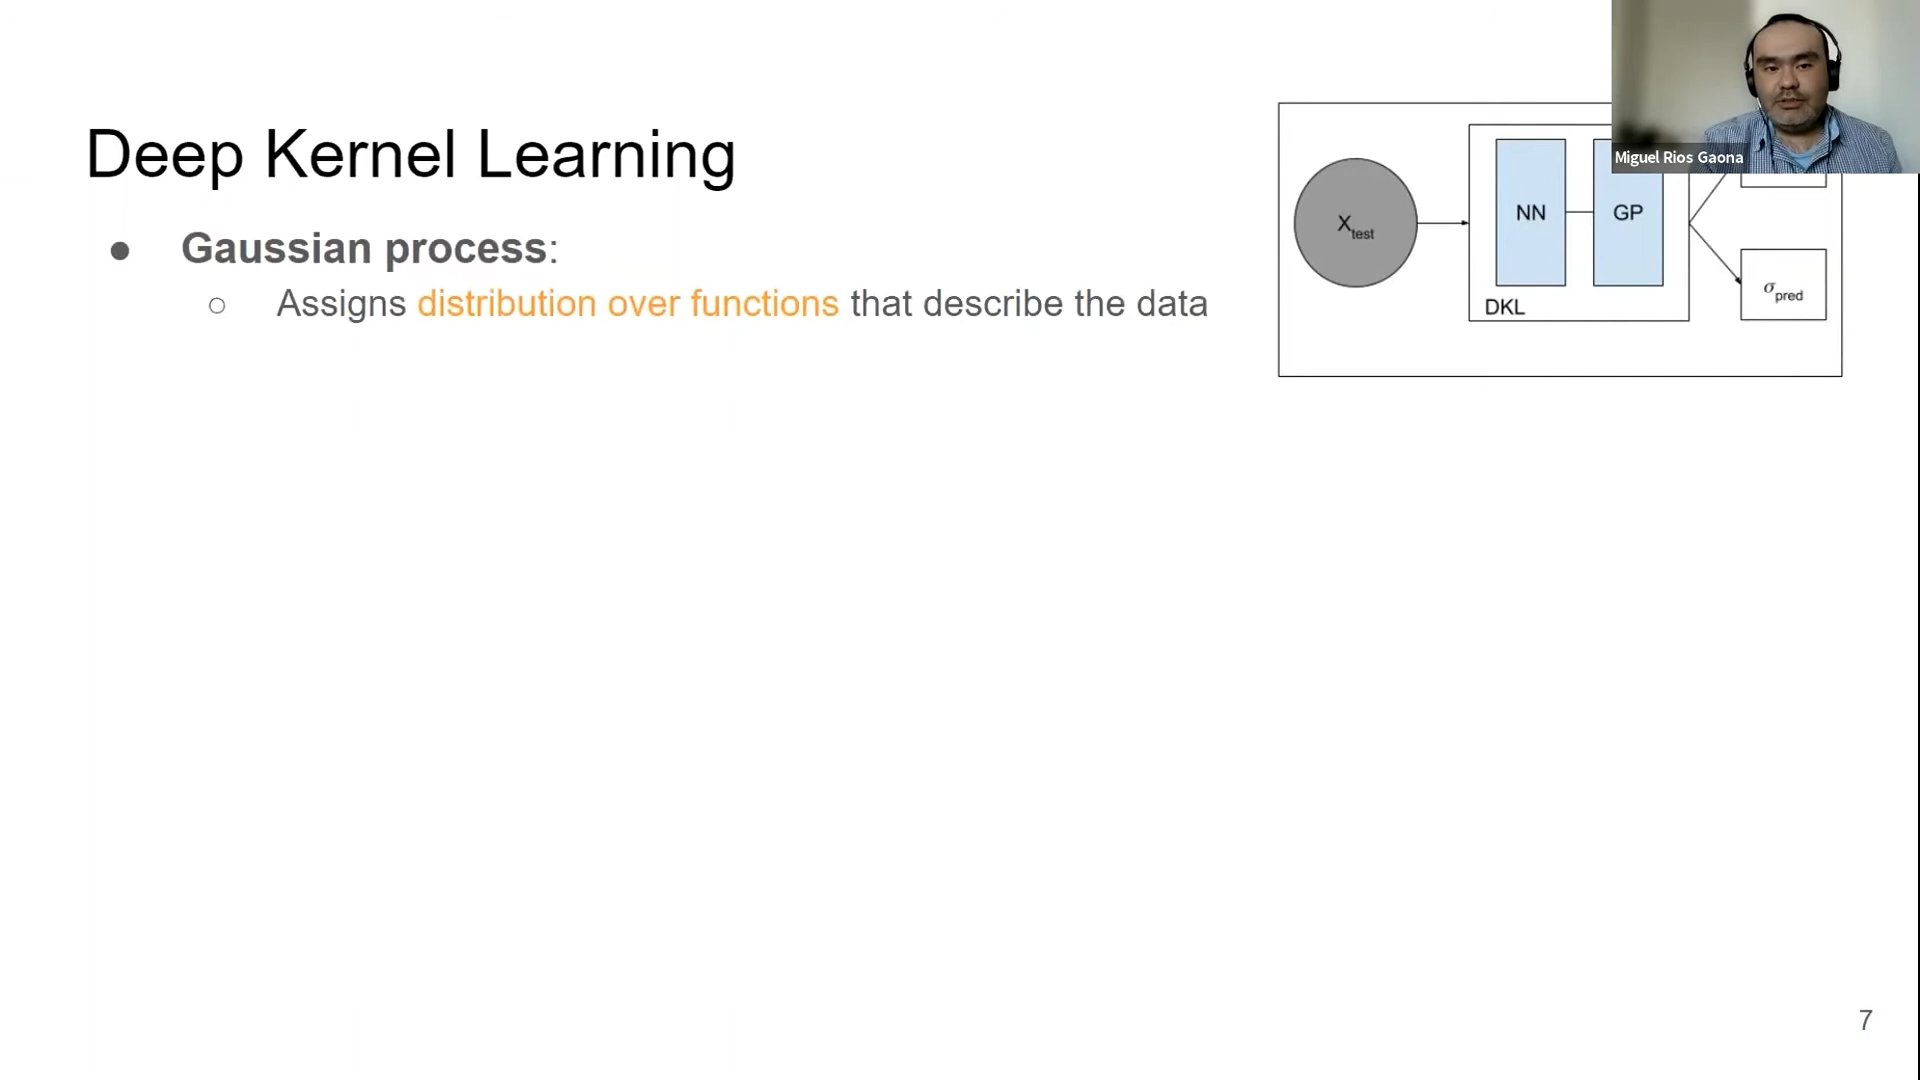 Deep Kernel Learning
● Gaussian process:
○ Assigns distribution over functions that describe the data
Xtest
NN
GP
DKL
σpred
Miguel Rios Gaona
7